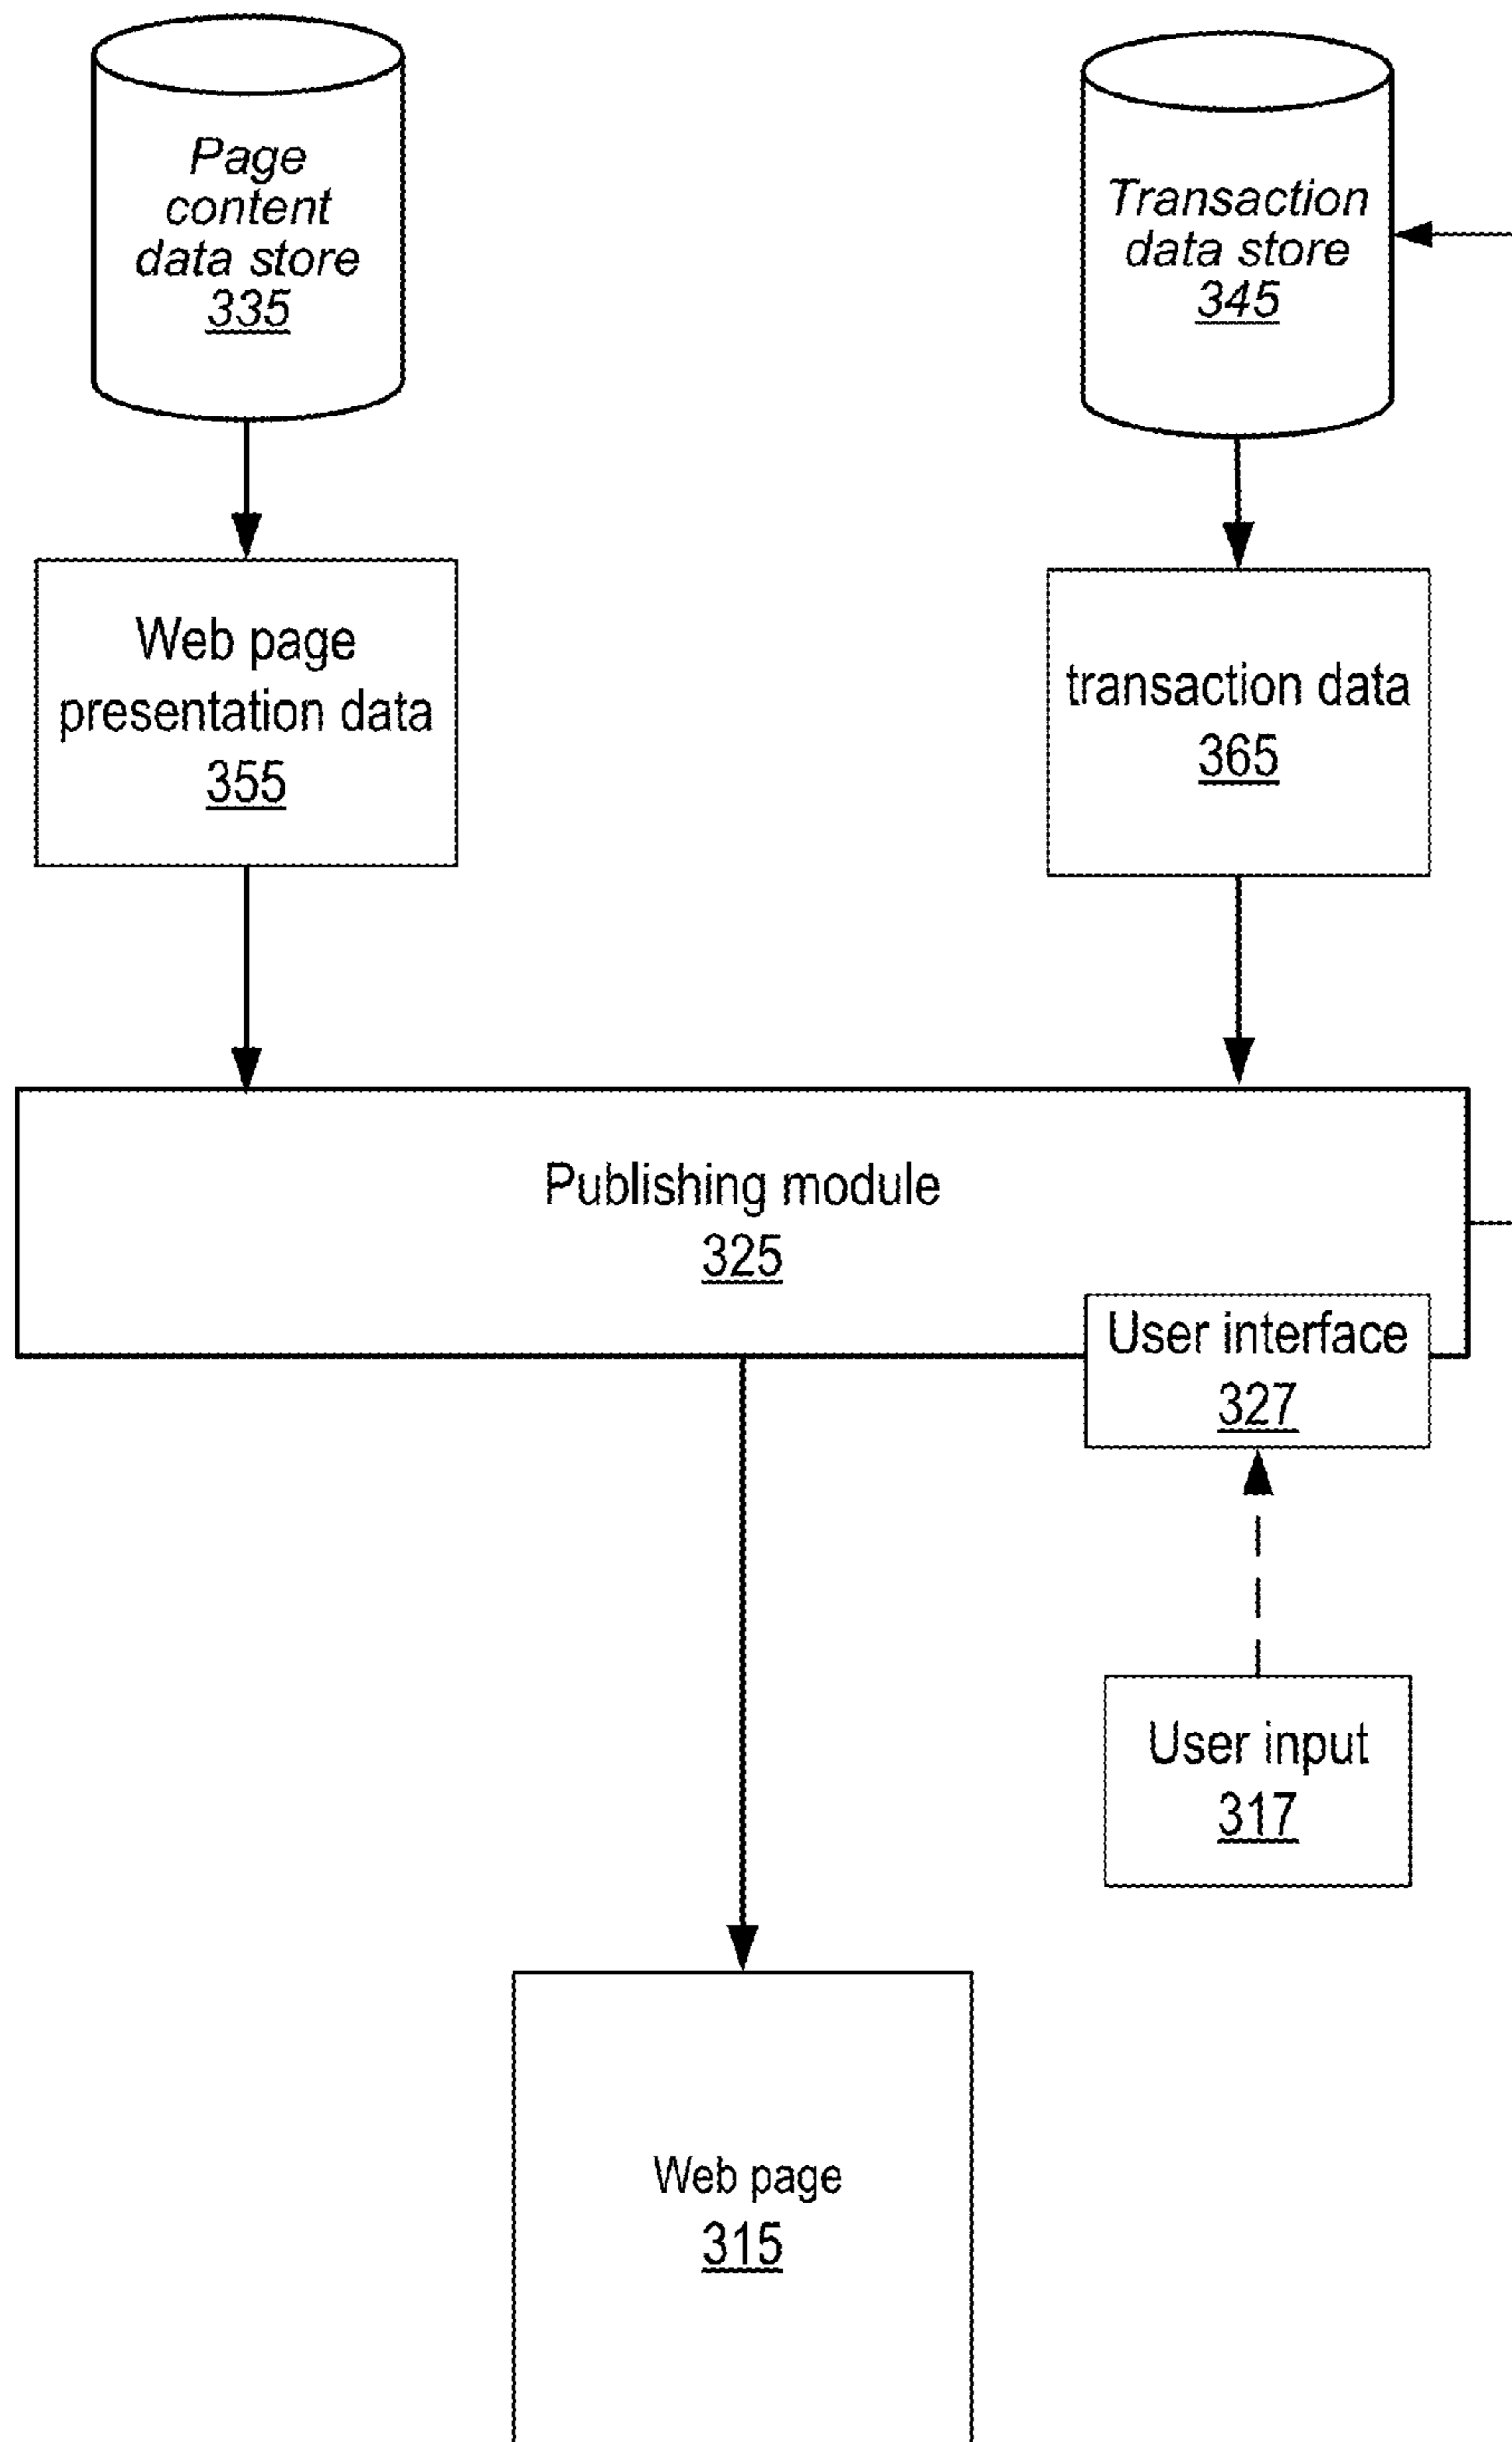 Page
content
data store
335
Transaction
data store
345
Web page
presentation data
355
transaction data
365
Publishing module
325
User interface
327
User input
317
Web page
315